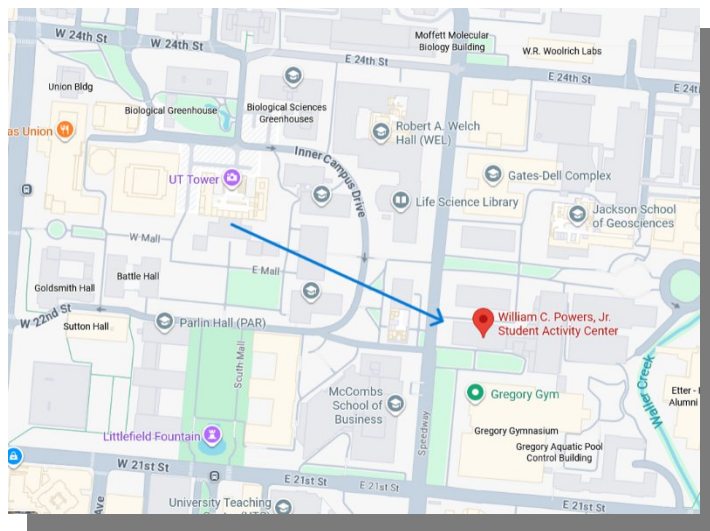 W 24th St
W 24th St
Moffett Molecular
Biology Building
W.R. Woolrich Labs
E 24th St
E 24th St
E 24t
Union Bldg
Biological Greenhouse
Biological Sciences
Greenhouses
as Union
Robert A. Welch
Hall (WEL)
Inner Campus Drive
UT Tower
Gates-Dell Complex
Life Science Library
Jackson School
of Geosciences
W Mall
E Mall
Battle Hall
Goldsmith Hall
W 22nd St
Sutton Hall
Parlin Hall (PAR)
William C. Powers, Jr.
Student Activity Center
South Mall
McCombs
School of
Business
Speedway
Gregory Gym
Waller Creek
Etter -
Alumni
Littlefield Fountain
Gregory Gymnasium
Gregory Aquatic Pool
Control Building
W 21st St
E 21st St
E 21st St
E 21st St
Ave
University Teaching